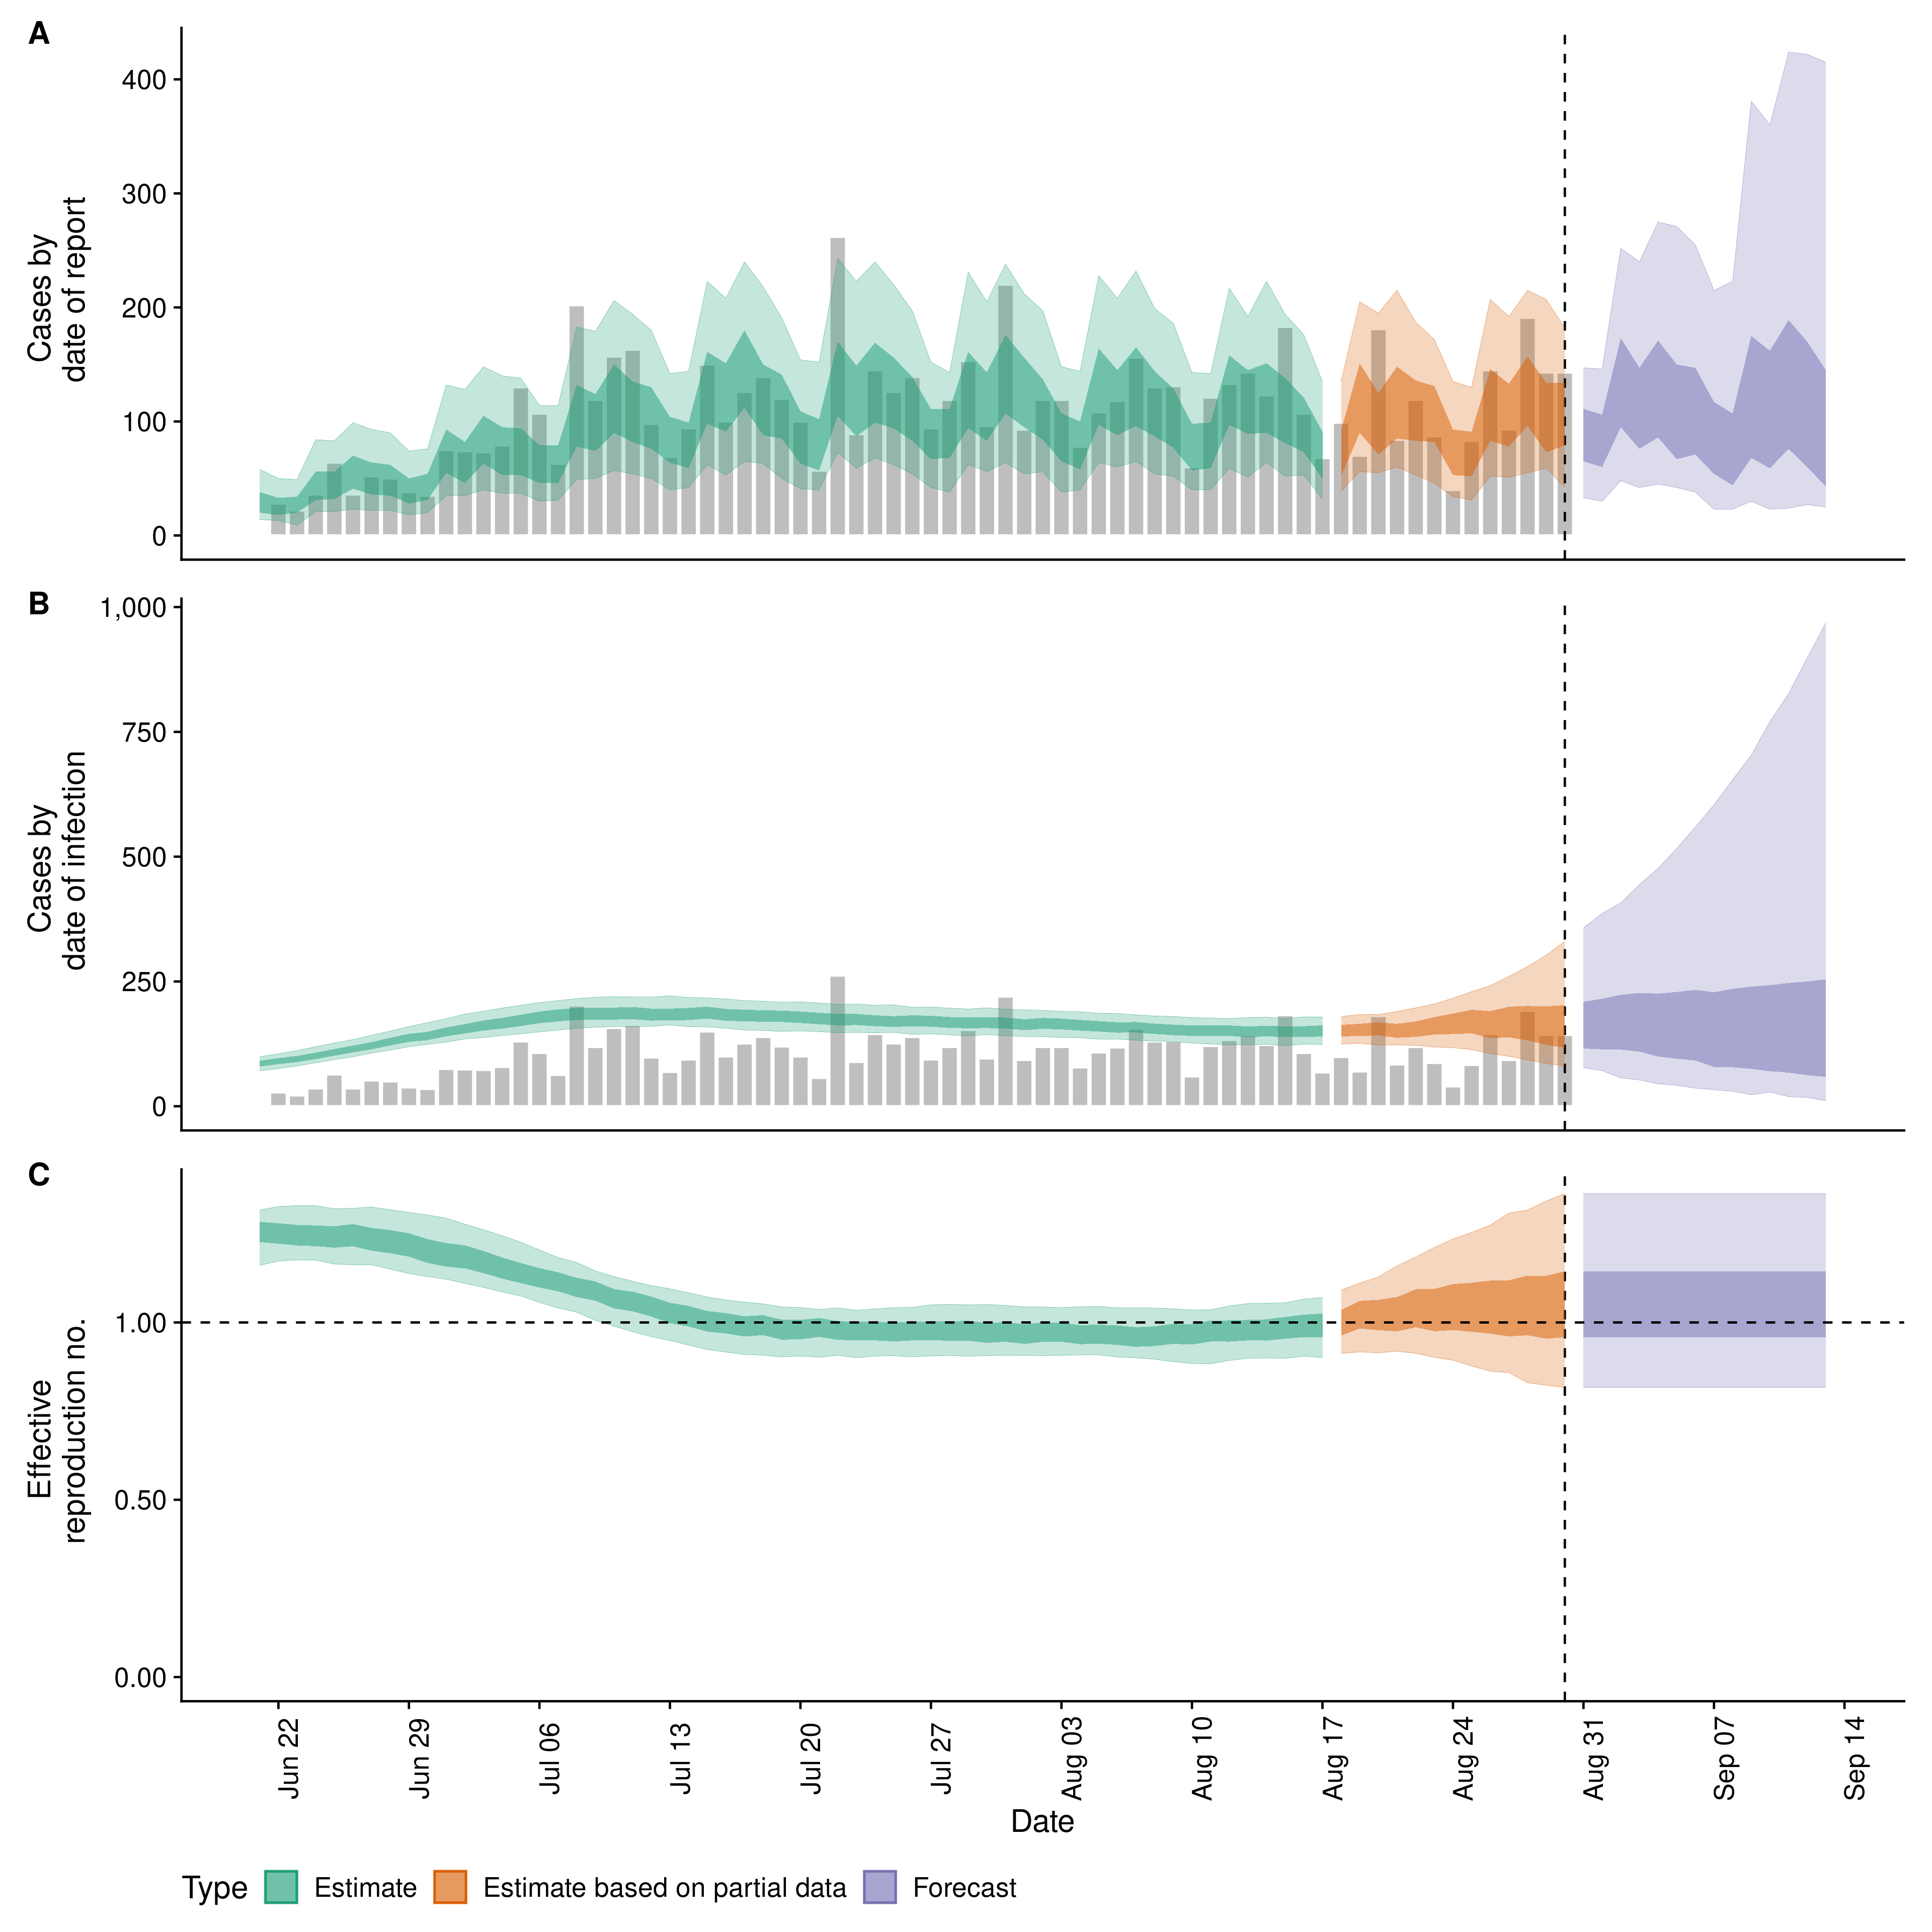 A
Cases by
date of report
400
300
200
100
0
B
Cases by
date of infection
1,000
750
500
250
0
C
Effective
reproduction no.
1.00
0.50
0.00
Jun 22
Jun 29
Jul 06
Jul 13
Jul 20
Jul 27
Aug 03
Aug 10
Aug 17
Aug 24
Aug 31
Sep 07
Sep 14
Date
Type Estimate Estimate based on partial data Forecast